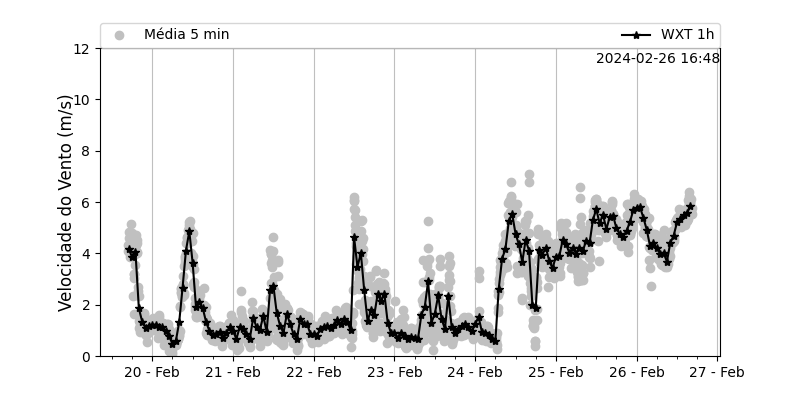 Média 5 min
WXT 1h
2024-02-26 16:48
Velocidade do Vento (m/s)
12
10
8
6
4
2
0
20 - Feb
21 - Feb
22 - Feb
23 - Feb
24 - Feb
25 - Feb
26 - Feb
27 - Feb